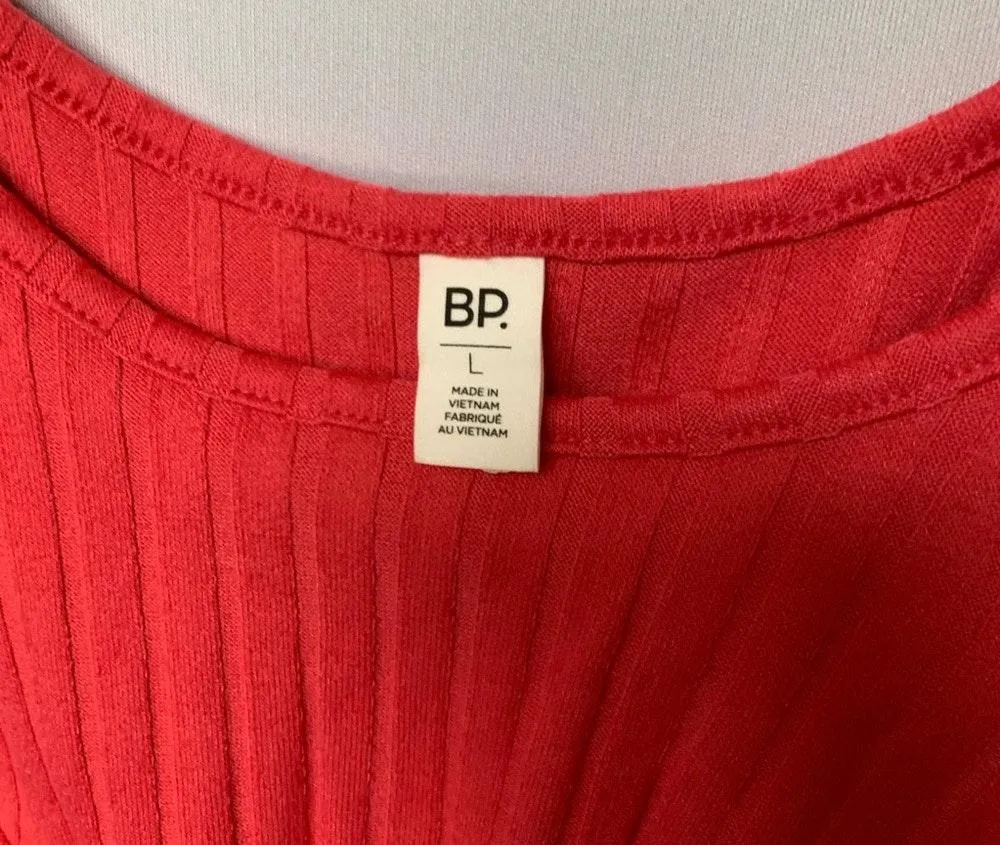 BP.
L
MADE IN
VIETNAM
FABRIQUÉ
AU VIETNAM